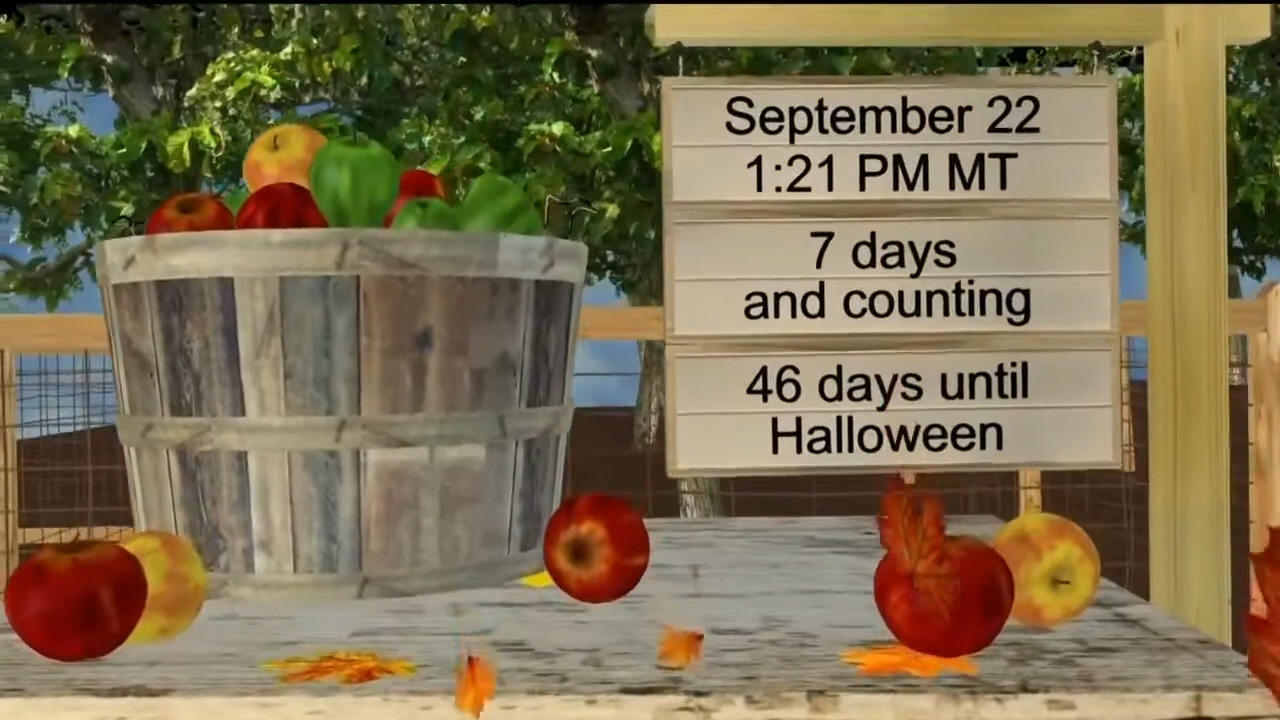 September 22
1:21 PM MT
7 days
and counting
46 days until
Halloween